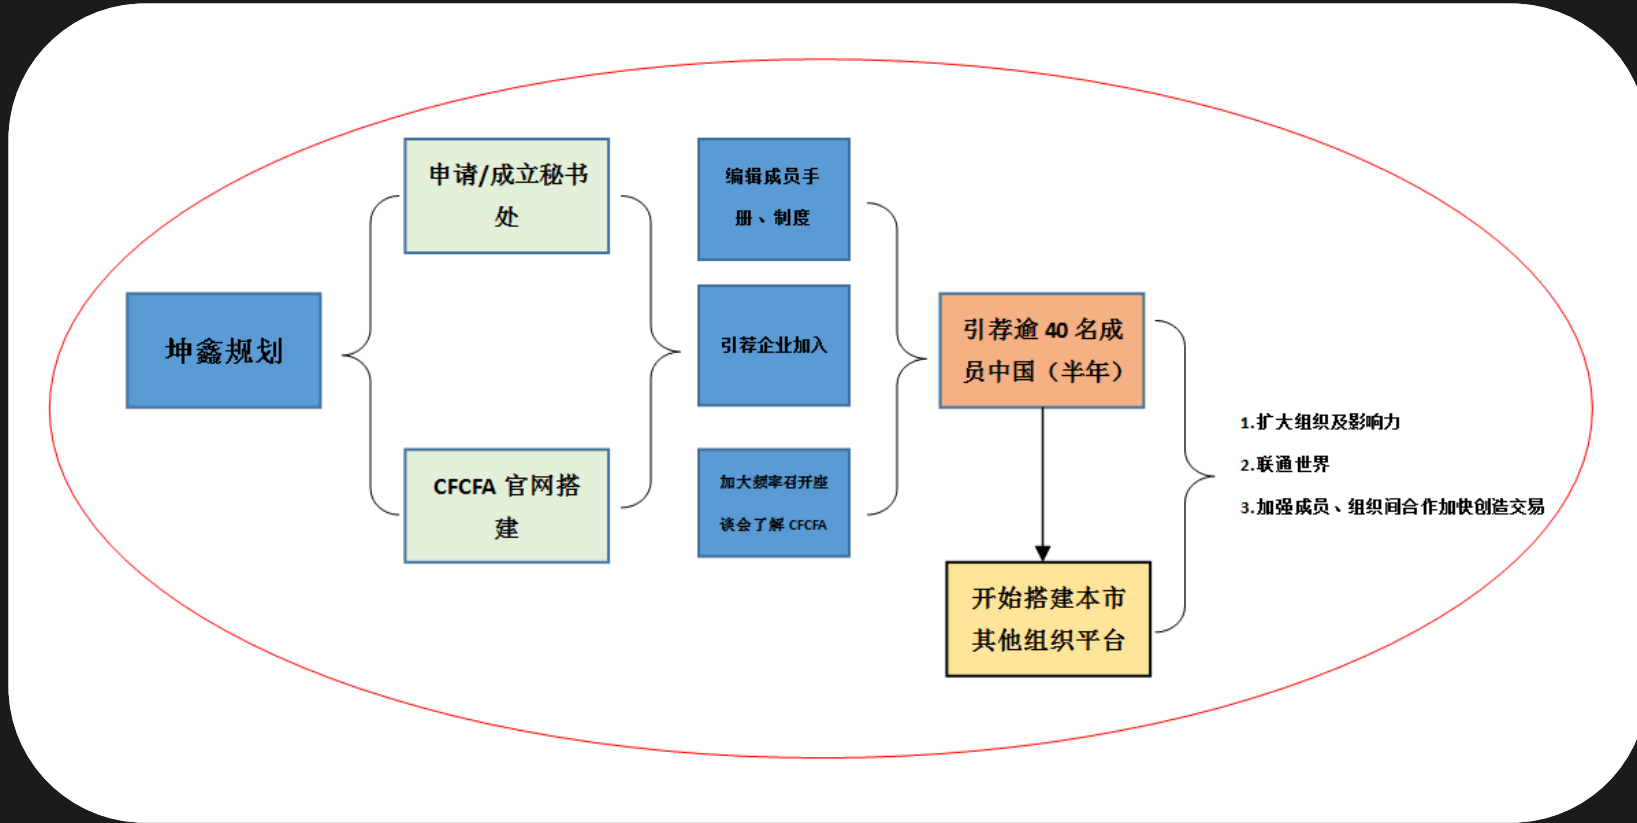 坤鑫规划
申请/成立秘书
处
CFCFA 官网搭
建
编辑成员手
册、制度
引荐企业加入
加大频率召开座
谈会了解 CFCFA
引荐逾 40 名成
员中国（半年）
开始搭建本市
其他组织平台
1.扩大组织及影响力
2.联通世界
3.加强成员、组织间合作加快创造交易